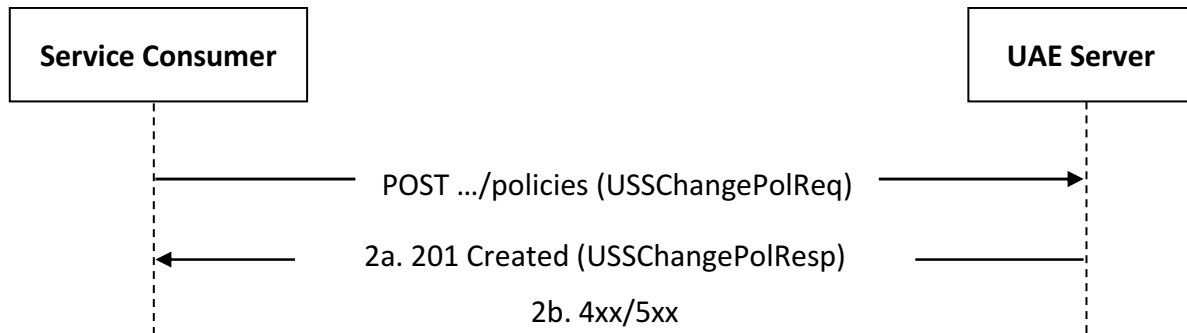 Service Consumer
UAE Server
POST .../policies (USSChangePolReq)
2a. 201 Created (USSChangePolResp)
2b. 4xx/5xx